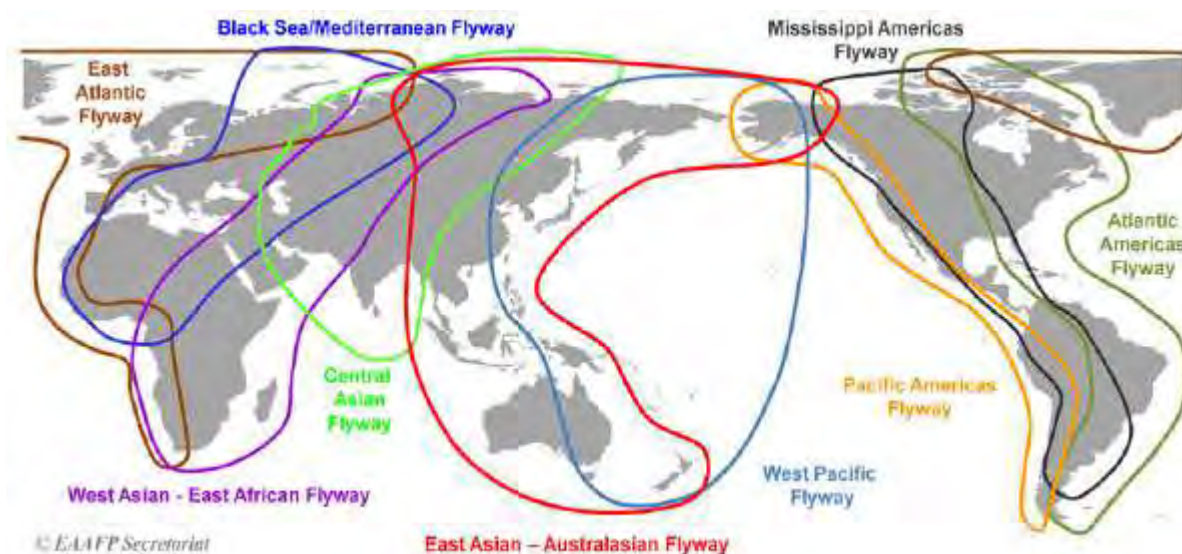 Black Sea/Mediterranean Flyway
Mississippi Americas
Flyway
East
Atlantic
Flyway
Atlantic
Americas
Flyway
Central
Asian
Flyway
Pacific Americas
Flyway
West Pacific
Flyway
West Asian - East African Flyway
East Asian – Australasian Flyway
© EAAFP Secretariat